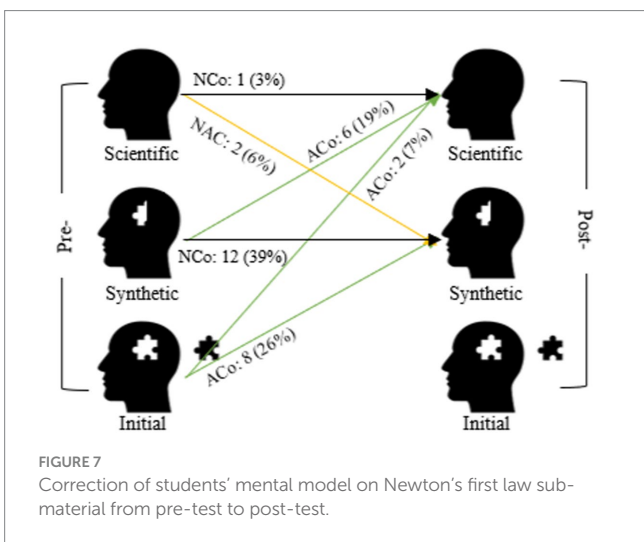 NCo: 1 (3%)
NAC: 2 (6%)
ACo: 6 (19%)
ACo: 2 (7%)
Scientific
Scientific
Pre-
Post-
NCo: 12 (39%)
Synthetic
Synthetic
ACo: 8 (26%)
Initial
Initial
FIGURE 7
Correction of students' mental model on Newton's first law sub-
material from pre-test to post-test.